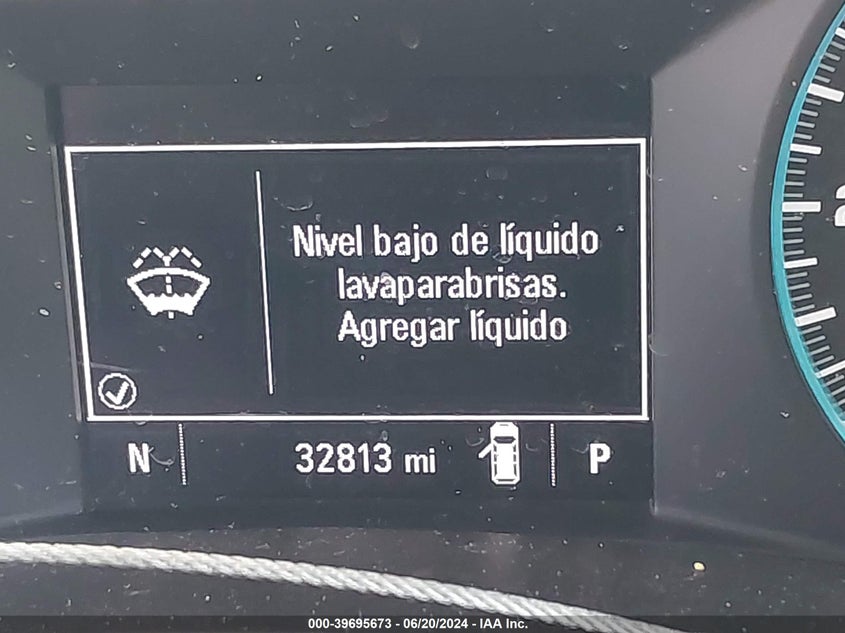 Nivel bajo de líquido
lavaparabrisas.
Agregar líquido
N 32813 mi P
000-39695673 - 06/20/2024 - IAA Inc.